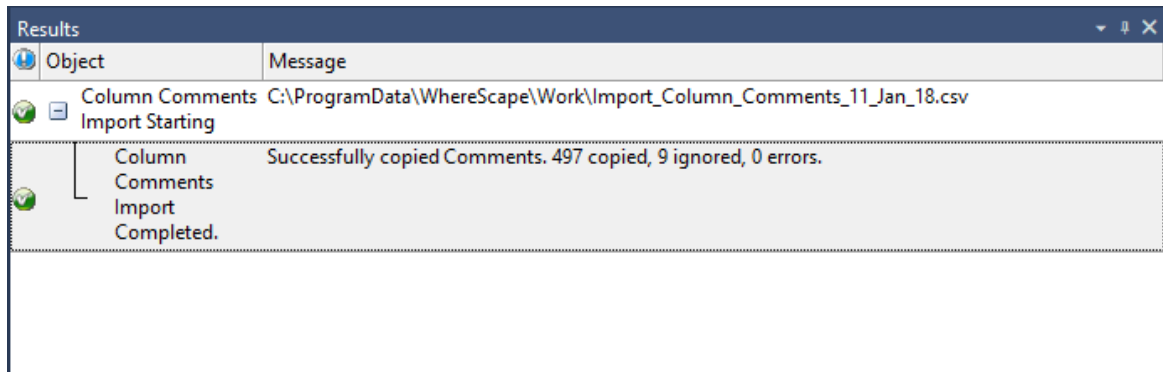 Results
Object Message
Column Comments C:\ProgramData\WhereScape\Work\Import_Column_Comments_11_Jan_18.csv
Import Starting
Column Successfully copied Comments. 497 copied, 9 ignored, 0 errors.
Comments
Import
Completed.